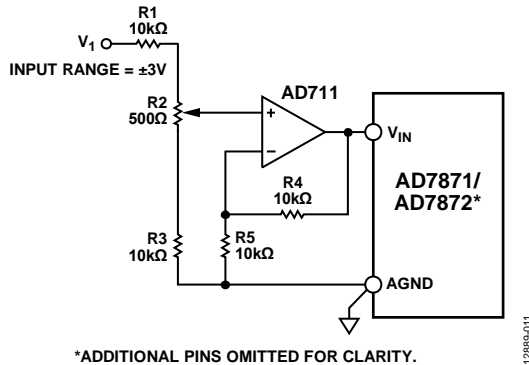 R1
10kΩ
V1
INPUT RANGE = ±3V
R2
500Ω
AD711
+
–
VIN
AD7871/
AD7872*
R4
10kΩ
R3
10kΩ
R5
10kΩ
AGND
*ADDITIONAL PINS OMITTED FOR CLARITY.
12889-011